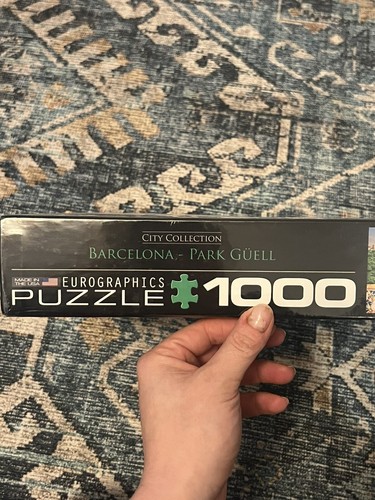 City Collection
Barcelona - Park Güell
MADE IN
THE USA
EUROGRAPHICS
PUZZLE 1000